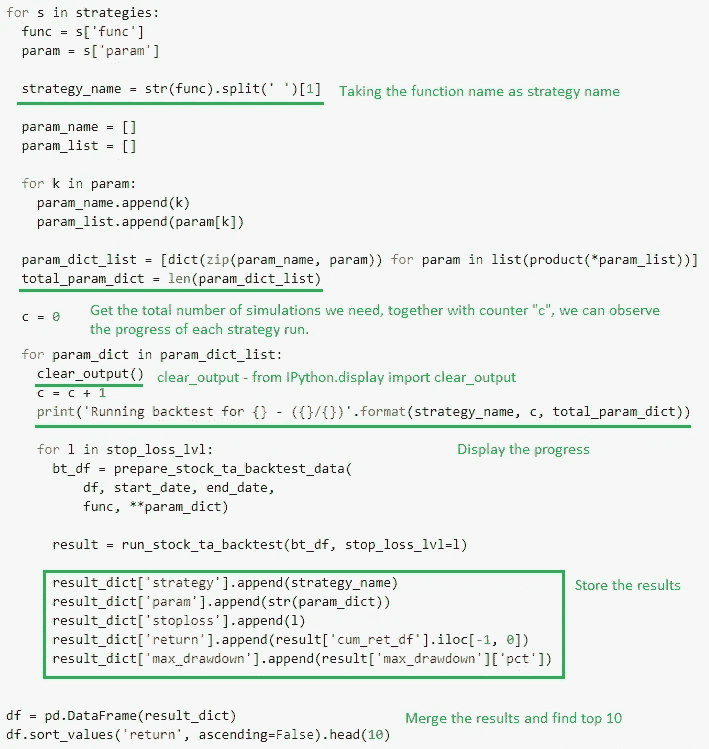 for s in strategies:
func = s['func']
param = s['param']
strategy_name = str(func).split(' ')[1] Taking the function name as strategy name
param_name = []
param_list = []
for k in param:
param_name.append(k)
param_list.append(param[k])
param_dict_list = [dict(zip(param_name, param)) for param in list(product(*param_list))]
total_param_dict = len(param_dict_list)
c = 0 Get the total number of simulations we need, together with counter "c", we can observe
the progress of each strategy run.
for param_dict in param_dict_list:
clear_output() clear_output - from IPython.display import clear_output
c = c + 1
print('Running backtest for {} - ({}/{})'.format(strategy_name, c, total_param_dict))
for l in stop_loss_lvl: Display the progress
bt_df = prepare_stock_ta_backtest_data(
df, start_date, end_date,
func, **param_dict)
result = run_stock_ta_backtest(bt_df, stop_loss_lvl=l)
result_dict['strategy'].append(strategy_name) Store the results
result_dict['param'].append(str(param_dict))
result_dict['stoploss'].append(l)
result_dict['return'].append(result['cum_ret_df'].iloc[-1, 0])
result_dict['max_drawdown'].append(result['max_drawdown']['pct'])
df = pd.DataFrame(result_dict) Merge the results and find top 10
df.sort_values('return', ascending=False).head(10)